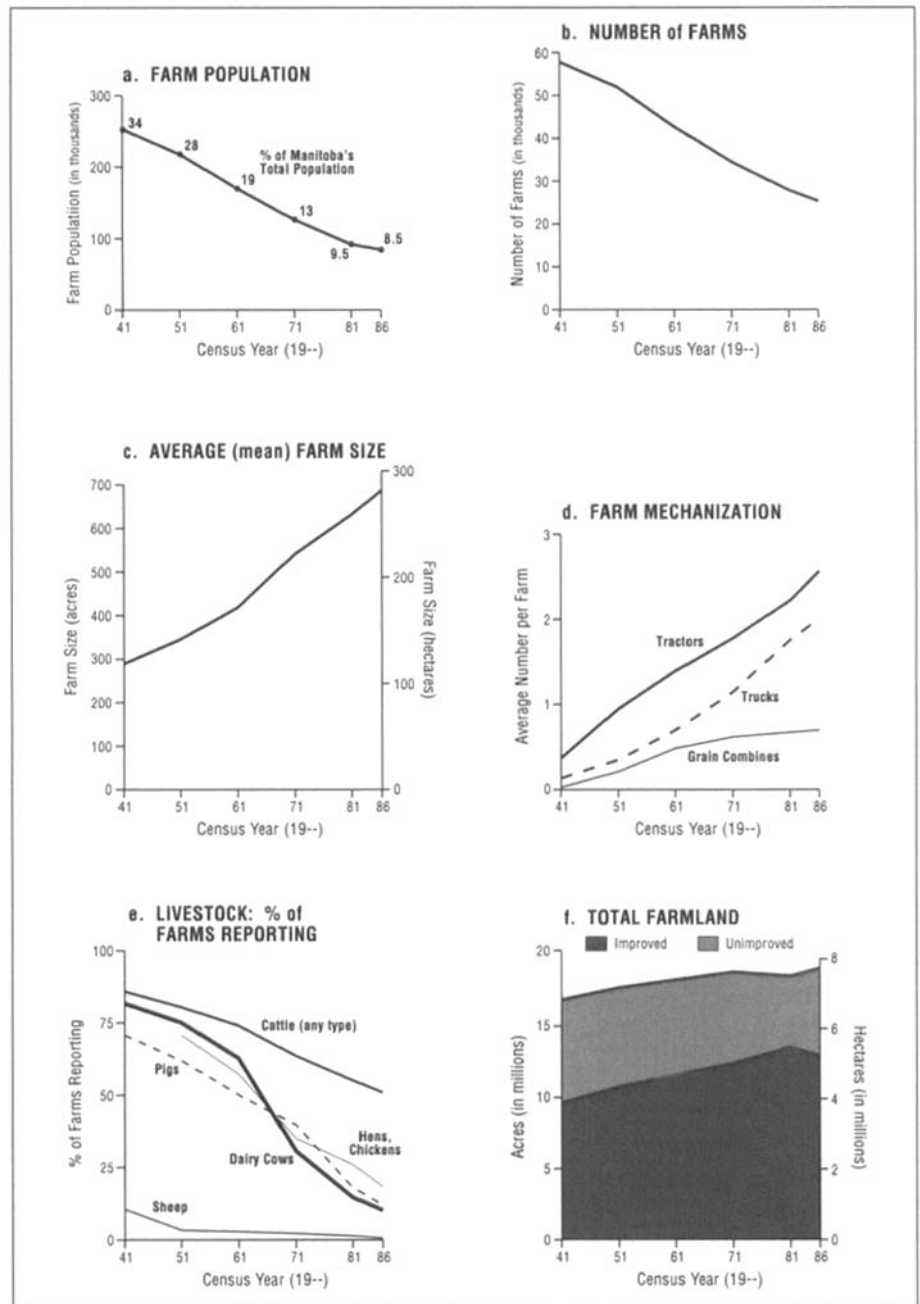 a. FARM POPULATION
300
200
100
0
Farm Populatiion (in thousands)
34
28
19
13
9.5
8.5
% of Manitoba's
Total Population
41 51 61 71 81 86
Census Year (19--)
b. NUMBER of FARMS
60
50
40
30
20
10
0
Number of Farms (in thousands)
41 51 61 71 81 86
Census Year (19--)
c. AVERAGE (mean) FARM SIZE
700
600
500
400
300
200
100
0
Farm Size (acres)
300
200
100
0
Farm Size (hectares)
41 51 61 71 81 86
Census Year (19--)
d. FARM MECHANIZATION
3
2
1
0
Average Number per Farm
Tractors
Trucks
Grain Combines
41 51 61 71 81 86
Census Year (19--)
e. LIVESTOCK: % of
FARMS REPORTING
100
75
50
25
0
% of Farms Reporting
Cattle (any type)
Pigs
Hens,
Chickens
Dairy Cows
Sheep
41 51 61 71 81 86
Census Year (19--)
f. TOTAL FARMLAND
Improved Unimproved
20
15
10
5
0
Acres (in millions)
8
6
4
2
0
Hectares (in millions)
41 51 61 71 81 86
Census Year (19--)